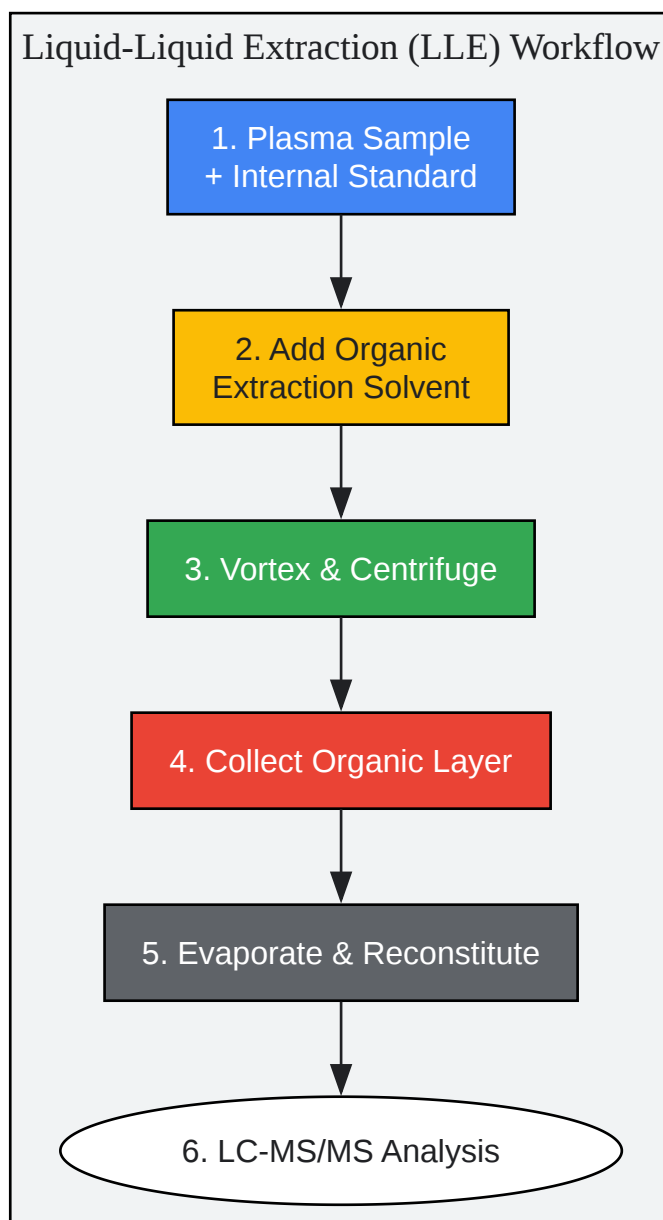 Liquid-Liquid Extraction (LLE) Workflow
1. Plasma Sample
+ Internal Standard
2. Add Organic
Extraction Solvent
3. Vortex & Centrifuge
4. Collect Organic Layer
5. Evaporate & Reconstitute
6. LC-MS/MS Analysis